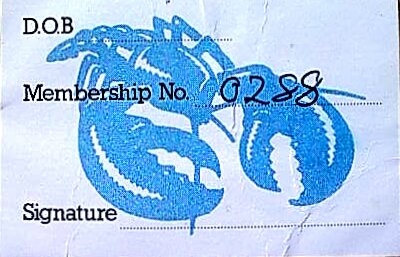 D.O.B
Membership No. 0288
Signature